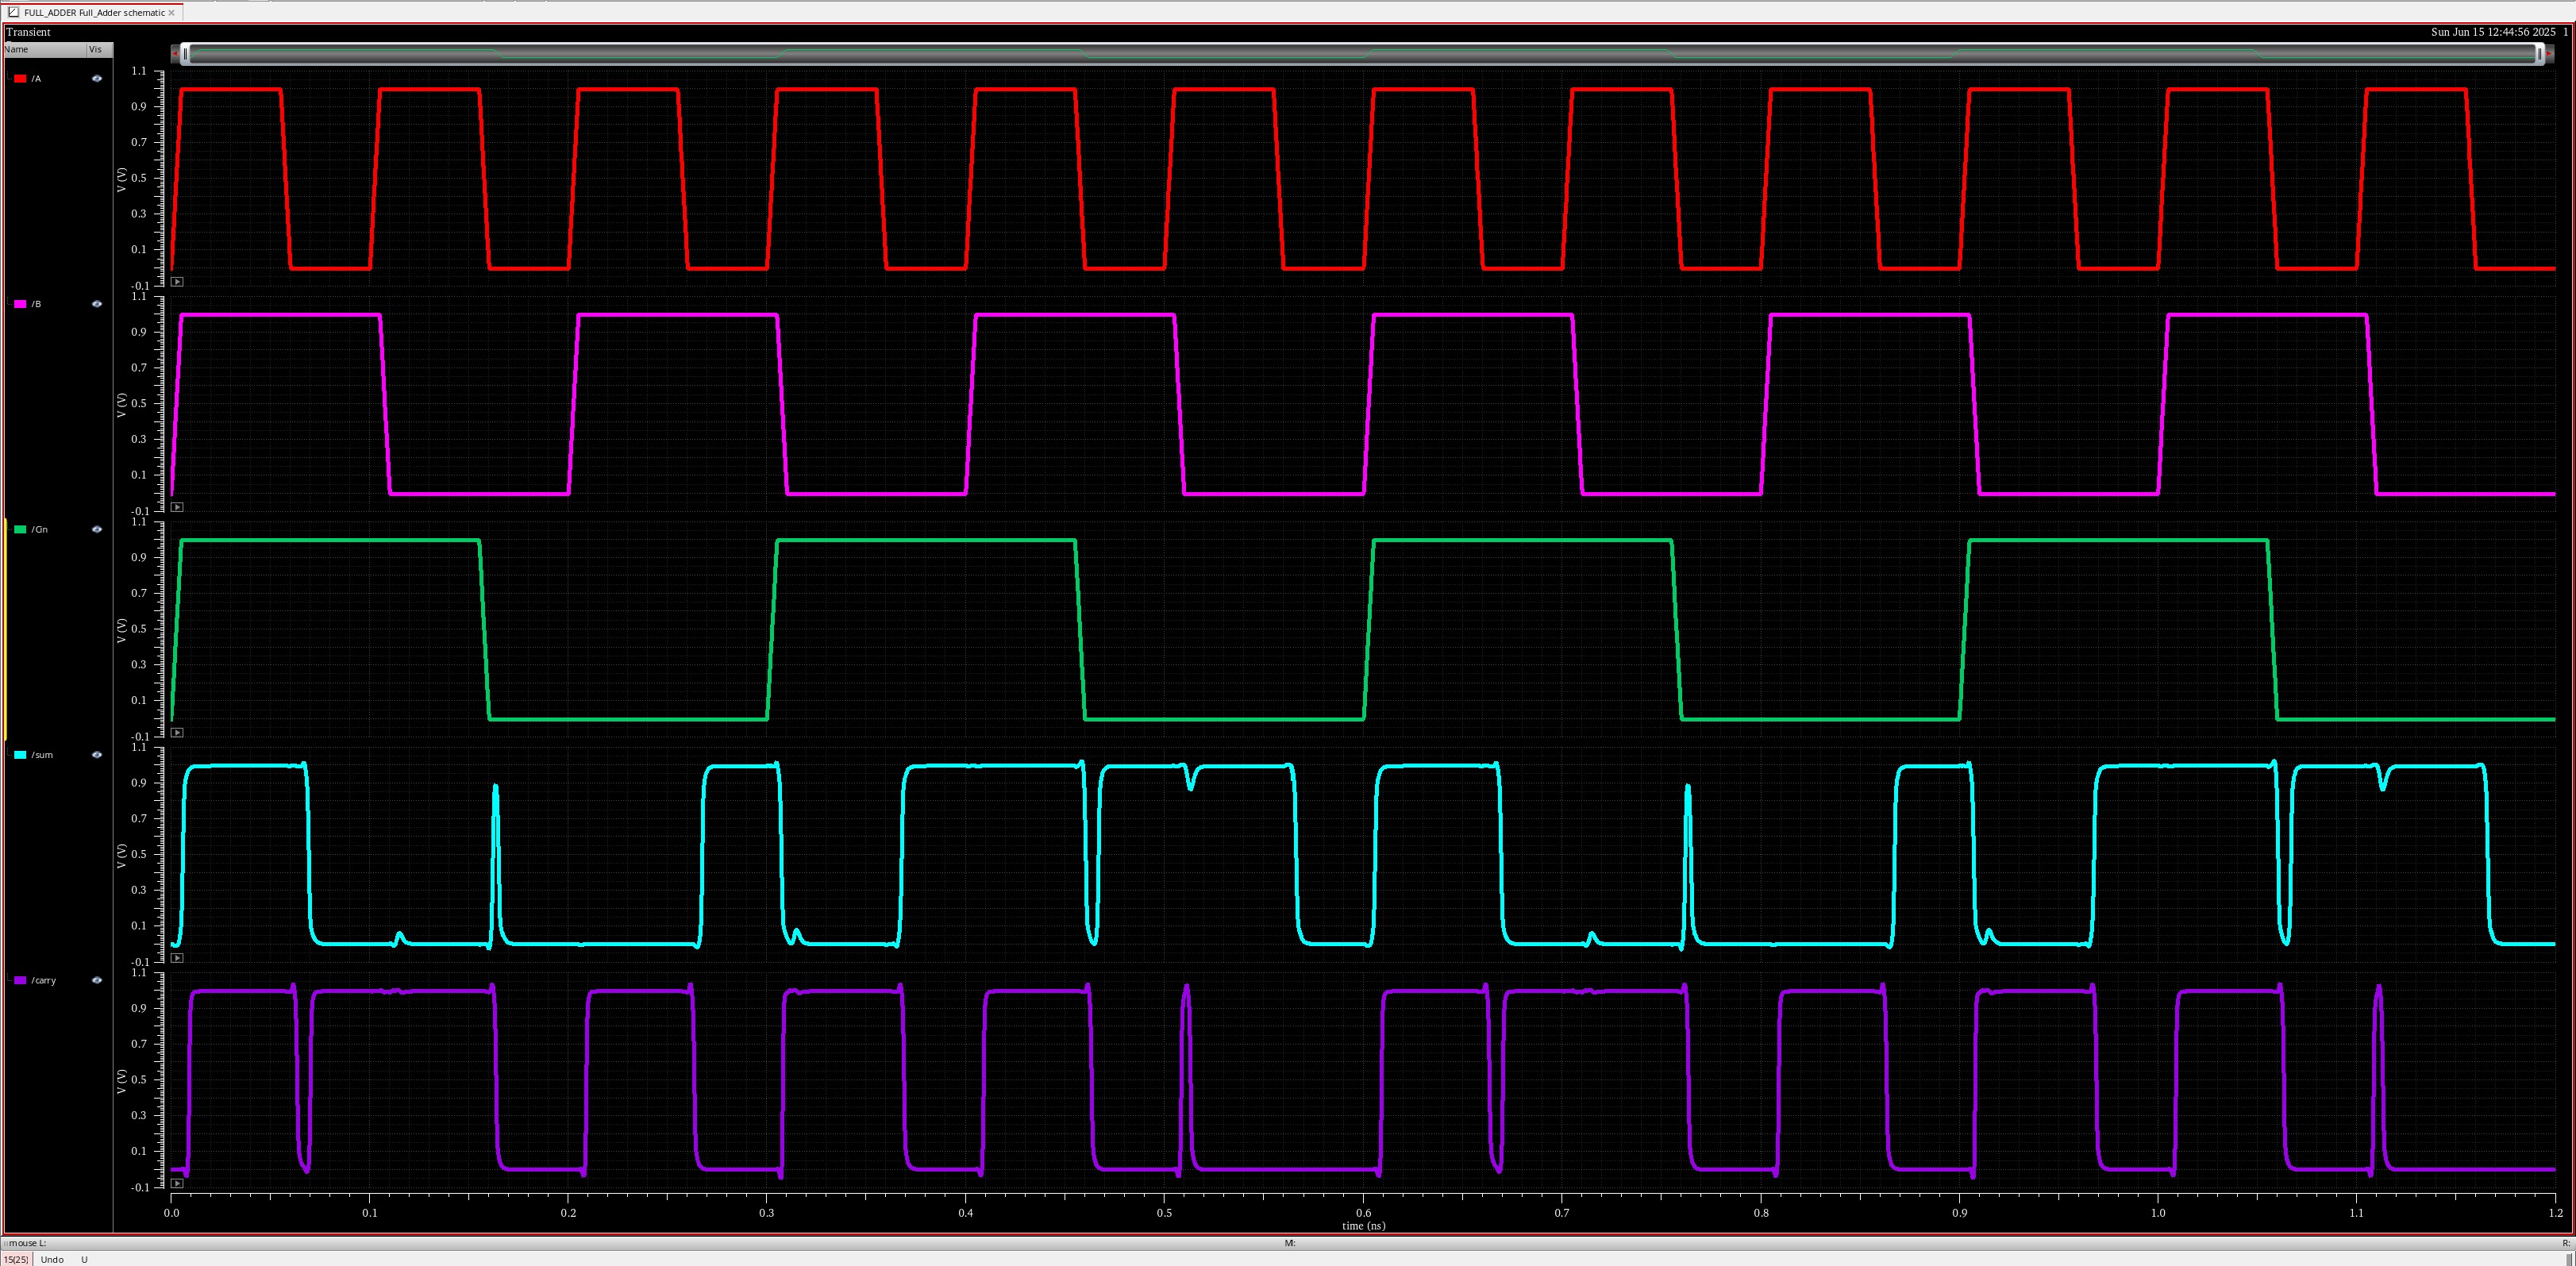 FULL_ADDER Full_Adder schematic
Transient
Sun Jun 15 12:44:56 2025 1
Name Vis
/A
1.1
0.9
0.7
0.5
0.3
0.1
-0.1
V (V)
/B
1.1
0.9
0.7
0.5
0.3
0.1
-0.1
V (V)
/Cin
1.1
0.9
0.7
0.5
0.3
0.1
-0.1
V (V)
/sum
1.1
0.9
0.7
0.5
0.3
0.1
-0.1
V (V)
/carry
1.1
0.9
0.7
0.5
0.3
0.1
-0.1
V (V)
0.0 0.1 0.2 0.3 0.4 0.5 0.6 0.7 0.8 0.9 1.0 1.1 1.2
time (ns)
mouse L: M: R:
15(25) Undo U